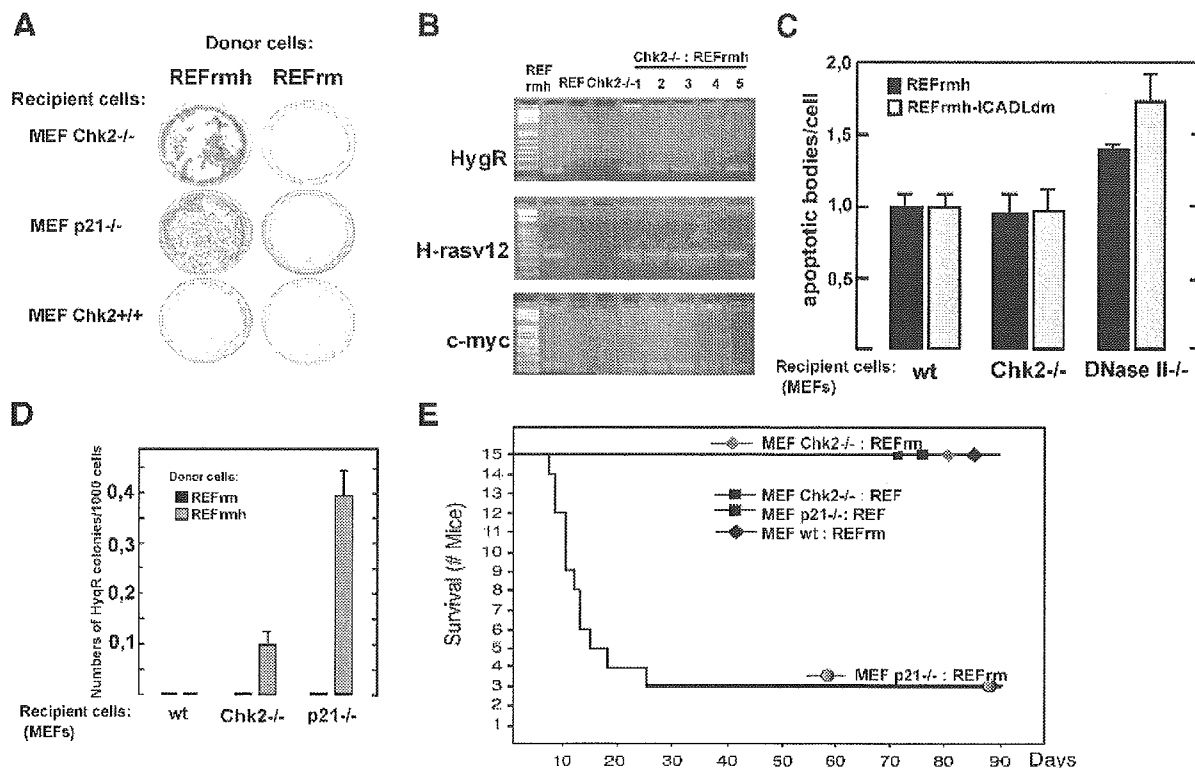 A
Donor cells:
REFrmh REFrm
Recipient cells:
MEF Chk2-/-
MEF p21-/-
MEF Chk2+/+
B
Chk2-/- : REFrmh
REF rmh REF Chk2-/- 1 2 3 4 5
HygR
H-rasv12
c-myc
C
2,0
1,5
1,0
0,5
apoptotic bodies/cell
REFrmh
REFrmh-ICADLdm
Recipient cells: (MEFs)
wt Chk2-/- DNase II-/-
D
Numbers of HyqR colonies/1000 cells
0,4
0,3
0,2
0,1
Donor cells:
REFrm
REFrmh
Recipient cells: (MEFs)
wt Chk2-/- p21-/-
E
Survival (# Mice)
15
14
13
12
11
10
9
8
7
6
5
4
3
2
1
MEF Chk2-/- : REFrm
MEF Chk2-/- : REF
MEF p21-/-: REF
MEF wt : REFrm
MEF p21-/- : REFrm
10 20 30 40 50 60 70 80 90 Days